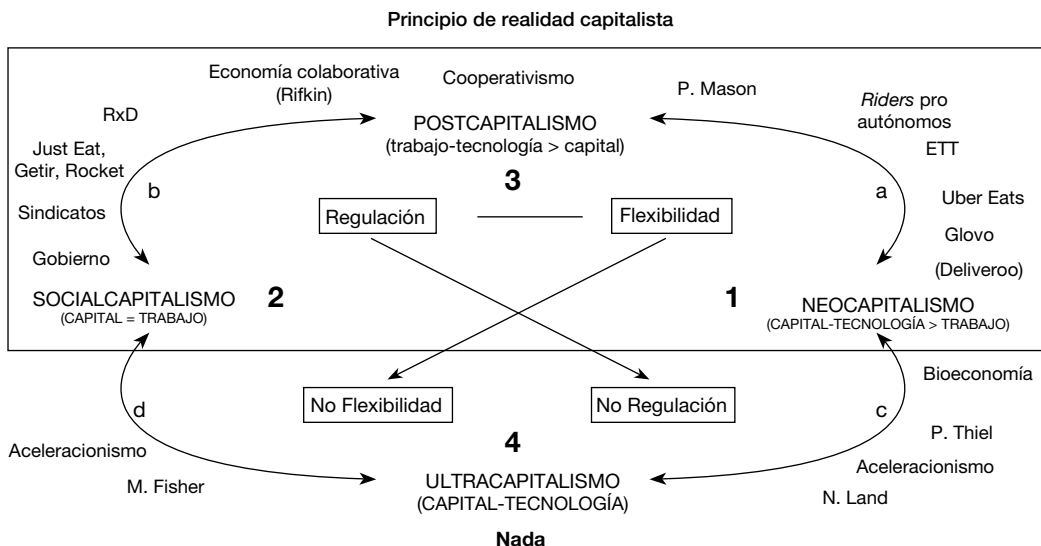 Principio de realidad capitalista
Economía colaborativa
(Rifkin)
Cooperativismo
P. Mason
Riders pro
autónomos
RxD
POSTCAPITALISMO
(trabajo-tecnología > capital)
ETT
Just Eat,
Getir, Rocket
3
b
a
Uber Eats
Sindicatos
Regulación
Flexibilidad
Glovo
Gobierno
(Deliveroo)
SOCIALCAPITALISMO
(CAPITAL = TRABAJO)
2
1
NEOCAPITALISMO
(CAPITAL-TECNOLOGÍA > TRABAJO)
Bioeconomía
No Flexibilidad
No Regulación
d
c
4
P. Thiel
Aceleracionismo
Aceleracionismo
M. Fisher
ULTRACAPITALISMO
(CAPITAL-TECNOLOGÍA)
N. Land
Nada